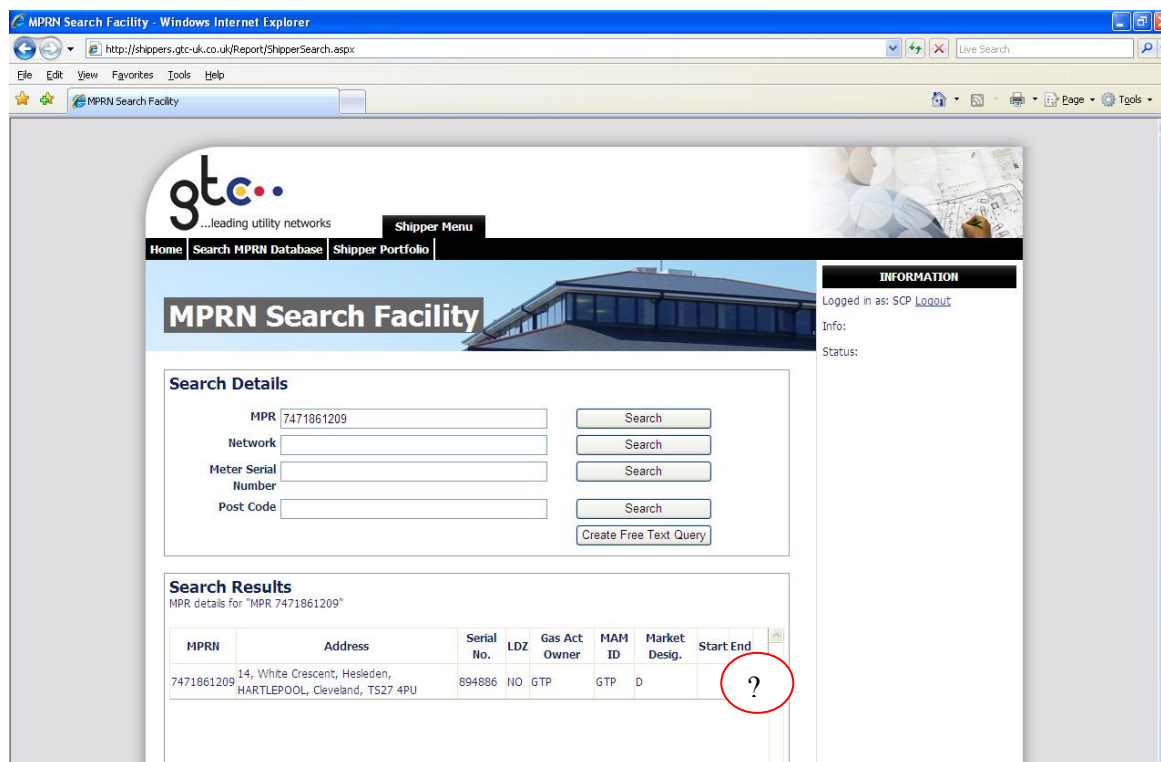 MPRN Search Facility - Windows Internet Explorer
http://shippers.gtc-uk.co.uk/Report/ShipperSearch.aspx
Live Search
File Edit View Favorites Tools Help
MPRN Search Facility
Page Tools
gtc
...leading utility networks
Shipper Menu
Home Search MPRN Database Shipper Portfolio
INFORMATION
Logged in as: SCP Logout
Info:
Status:
MPRN Search Facility
Search Details
MPR 7471861209 Search
Network Search
Meter Serial Number Search
Post Code Search
Create Free Text Query
Search Results
MPR details for "MPR 7471861209"
MPRN Address Serial No. LDZ Gas Act Owner MAM ID Market Desig. Start End
7471861209 14, White Crescent, Hesleden, HARTLEPOOL, Cleveland, TS27 4PU 894886 NO GTP GTP D
?